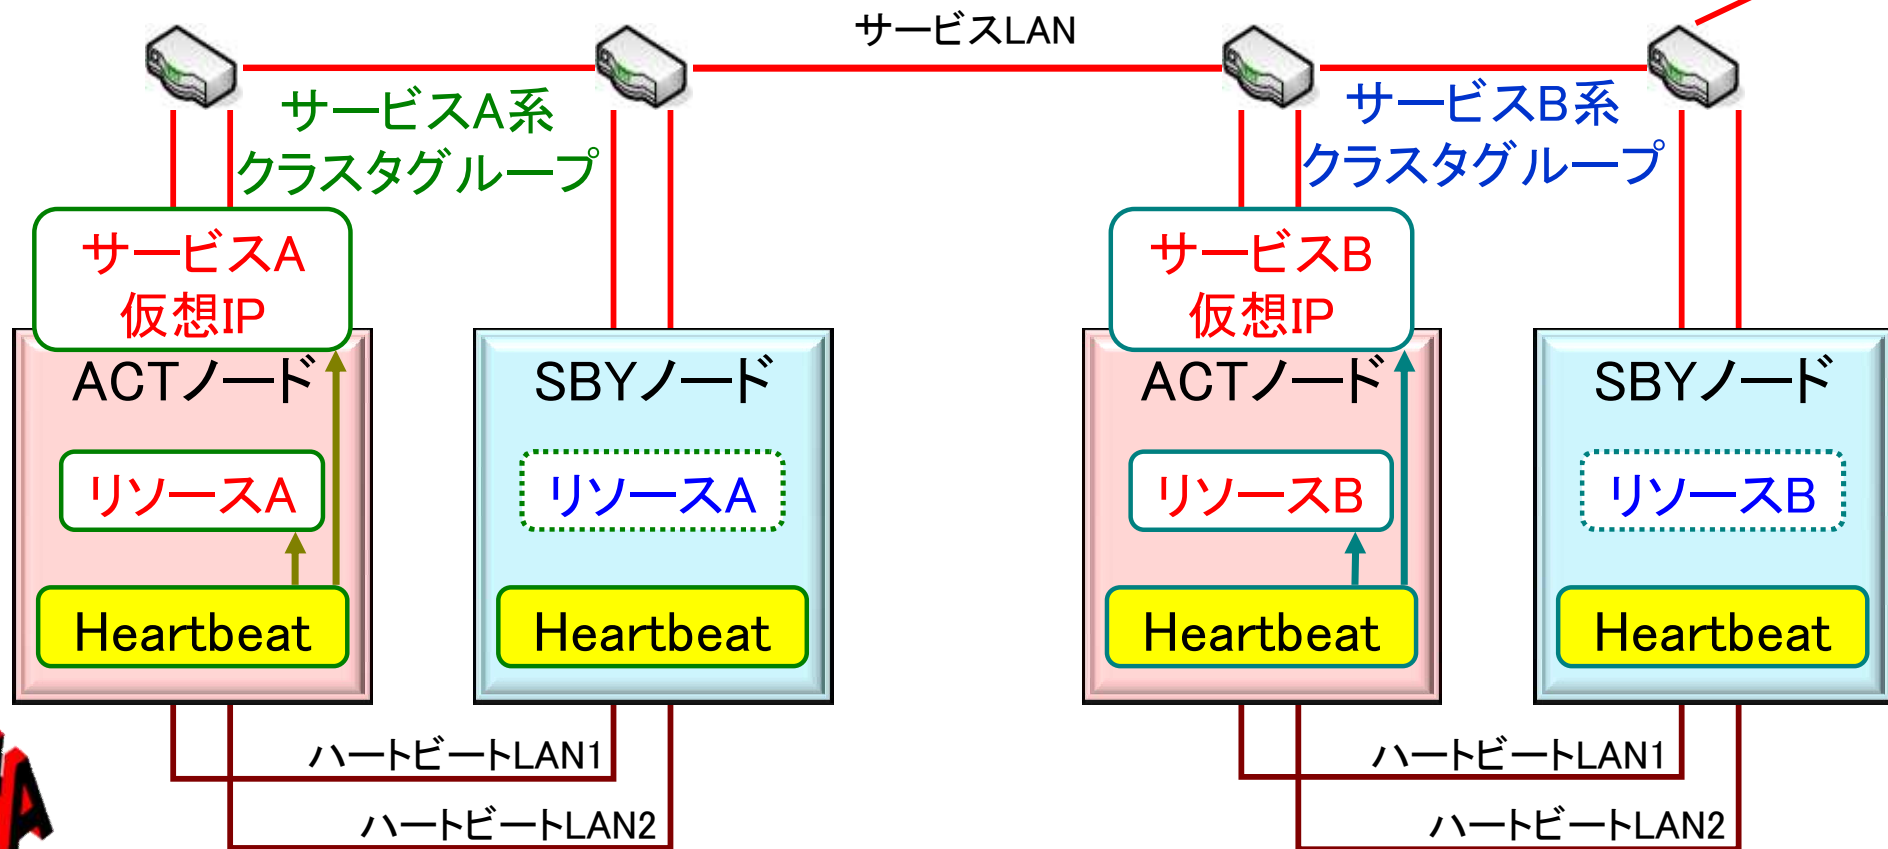 サービスLAN
サービスA系
クラスタグループ
サービスB系
クラスタグループ
サービスA
仮想IP
サービスB
仮想IP
ACTノード
SBYノード
ACTノード
SBYノード
リソースA
リソースA
リソースB
リソースB
Heartbeat
Heartbeat
Heartbeat
Heartbeat
ハートビートLAN1
ハートビートLAN1
ハートビートLAN2
ハートビートLAN2